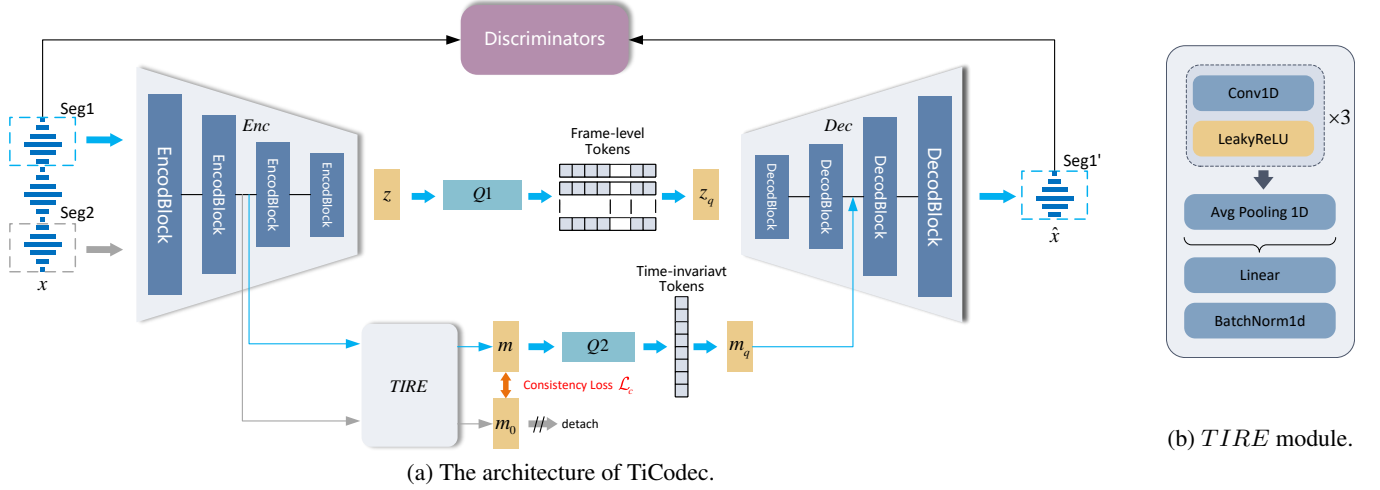 Discriminators
Seg1
Seg2
x
Enc
EncodBlock
EncodBlock
EncodBlock
EncodBlock
z
Q1
Frame-level
Tokens
z_q
Dec
DecodBlock
DecodBlock
DecodBlock
DecodBlock
Seg1'
x̂
TIRE
m
Q2
Time-invariavt
Tokens
m_q
Consistency Loss ℒ_c
m_0
detach
(a) The architecture of TiCodec.
Conv1D
LeakyReLU
×3
Avg Pooling 1D
Linear
BatchNorm1d
(b) TIRE module.